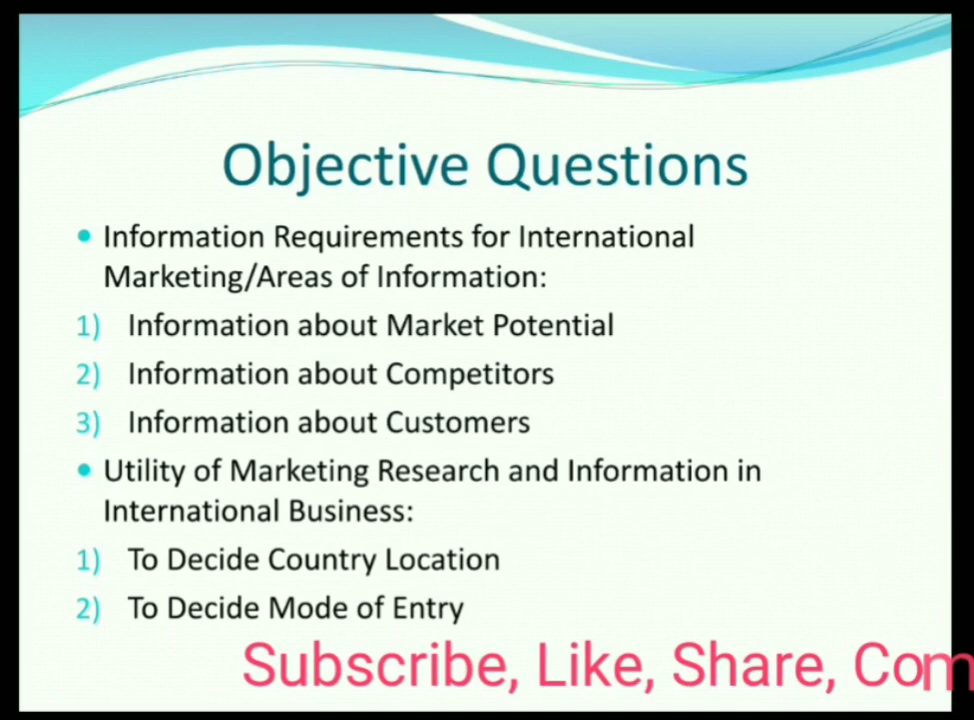 Objective Questions
• Information Requirements for International
Marketing/Areas of Information:
1) Information about Market Potential
2) Information about Competitors
3) Information about Customers
• Utility of Marketing Research and Information in
International Business:
1) To Decide Country Location
2) To Decide Mode of Entry
Subscribe, Like, Share, Com